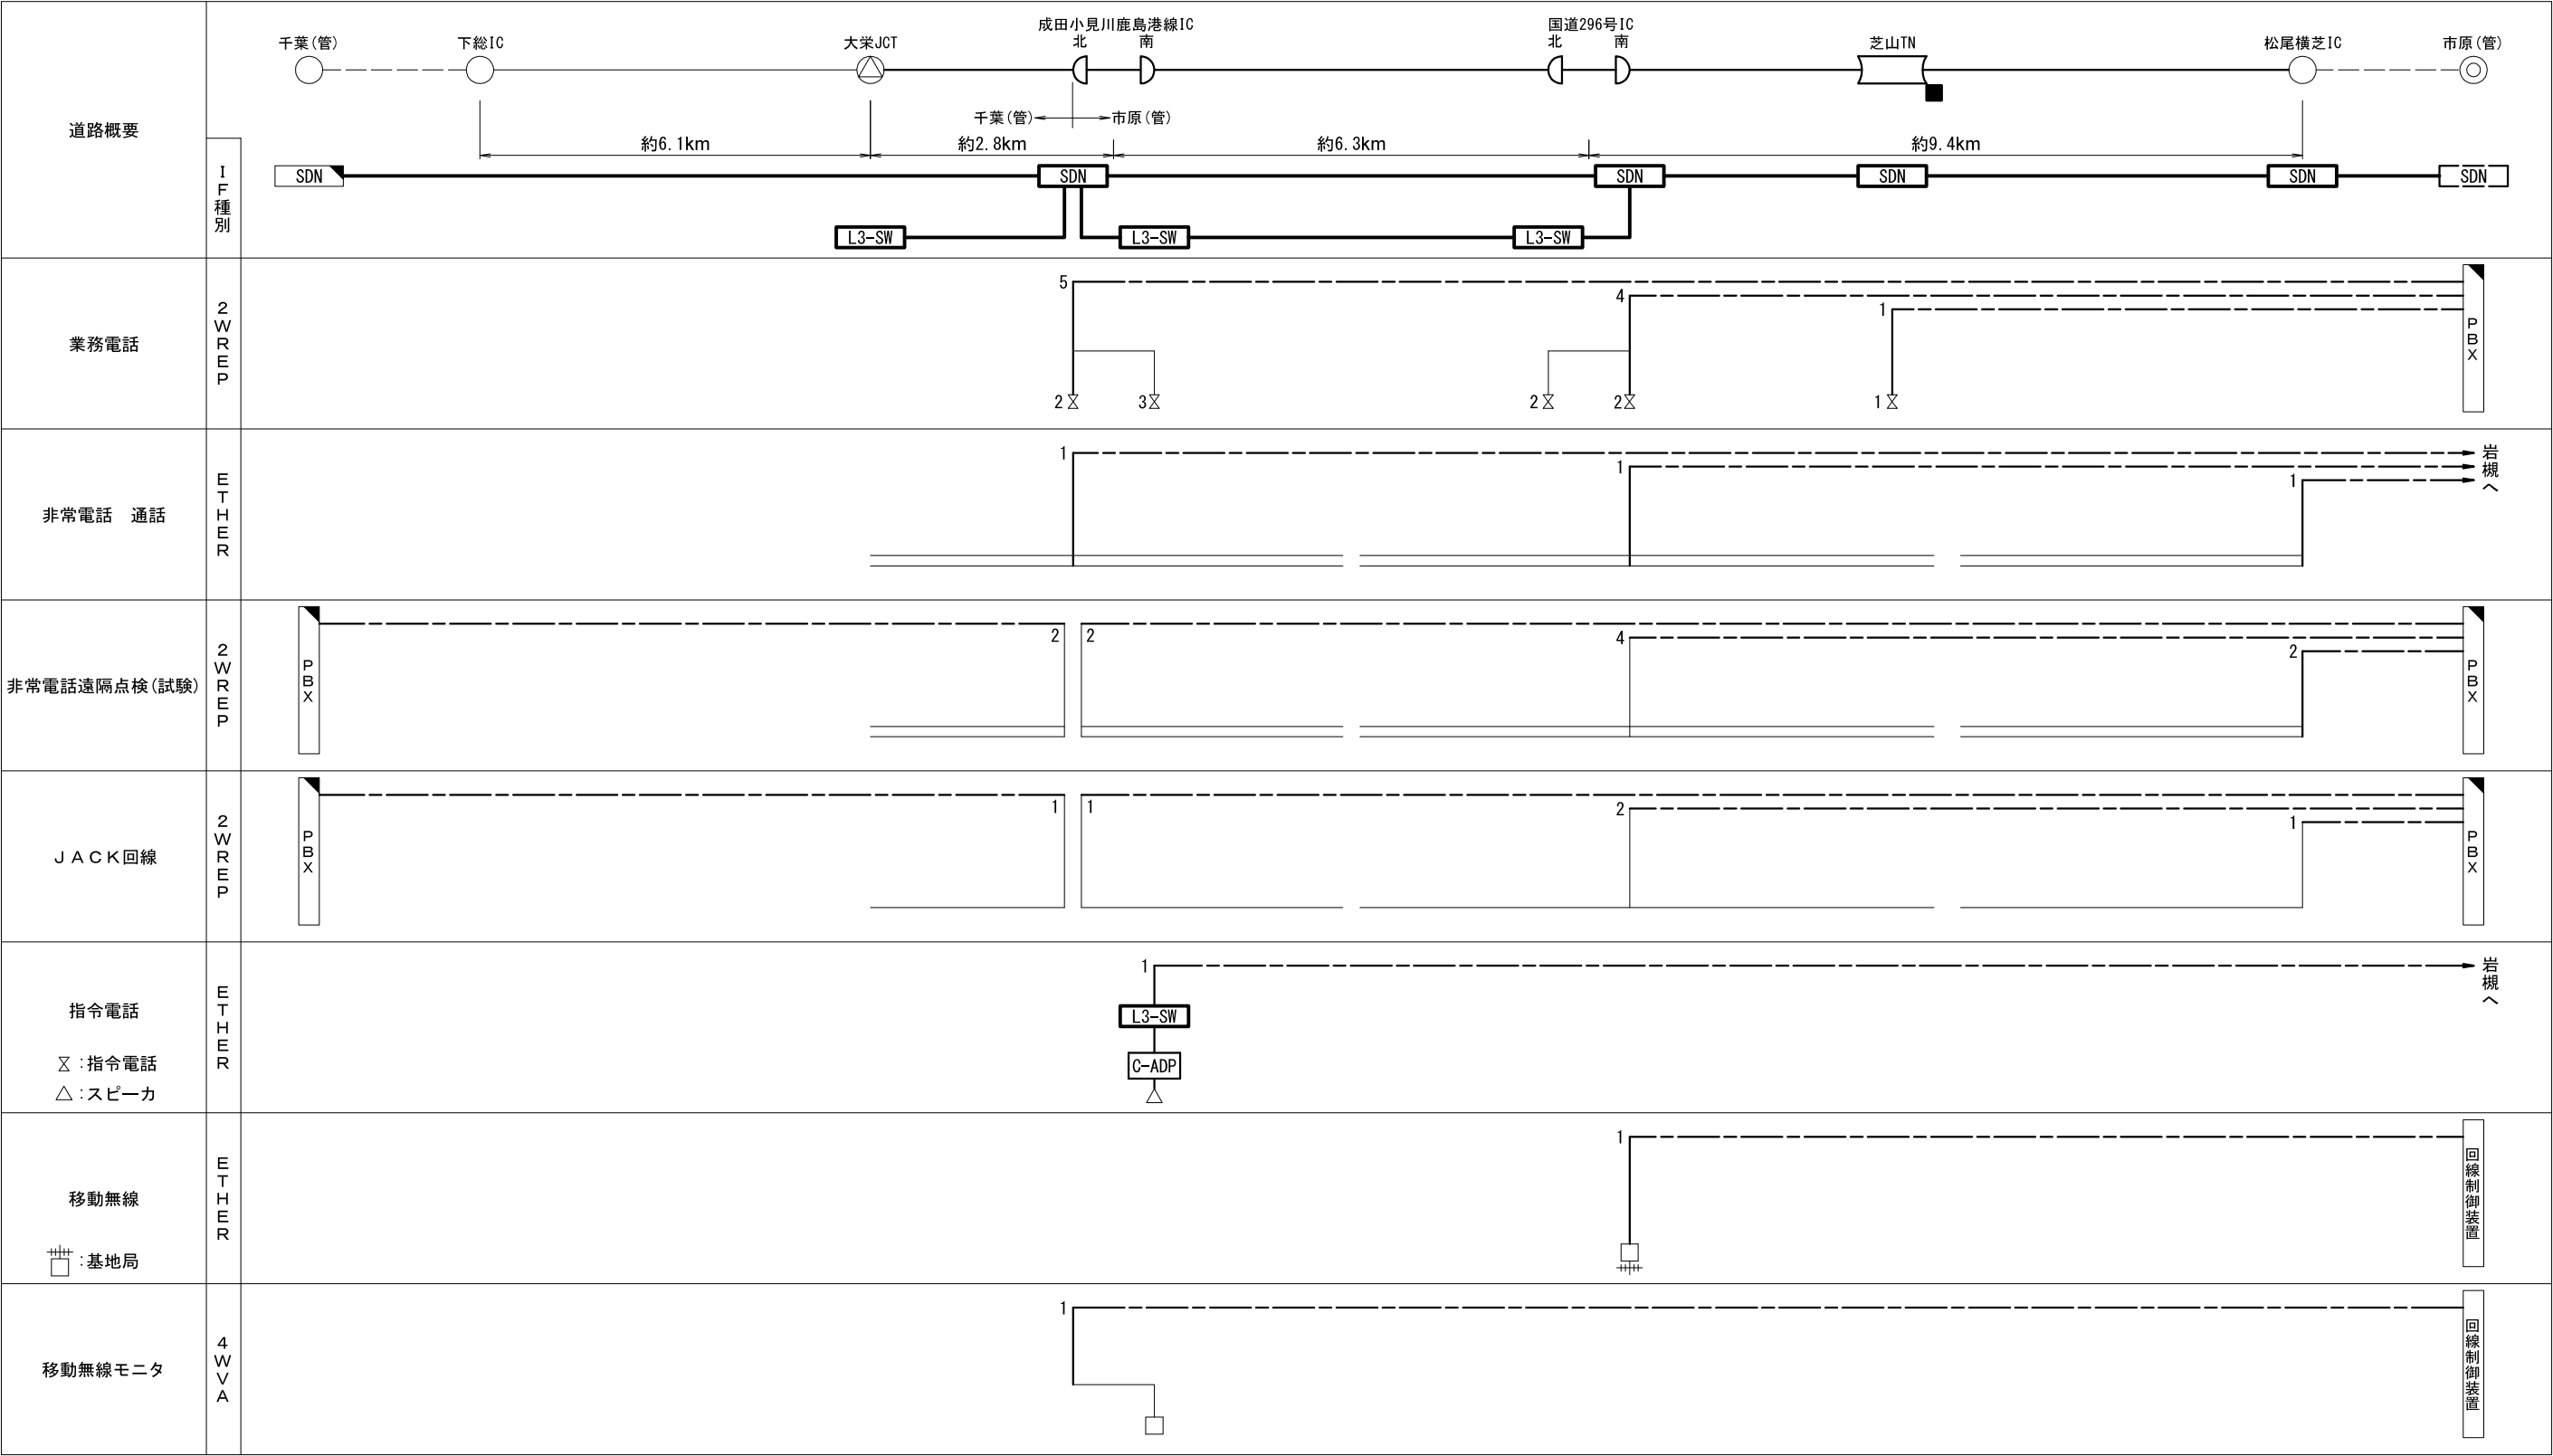 成田小見川鹿島港線IC
国道296号IC
千葉(管)
下総IC
大栄JCT
北
南
北
南
芝山TN
松尾横芝IC
市原(管)
千葉(管)
市原(管)
道路概要
約6.1km
約2.8km
約6.3km
約9.4km
IF種別
SDN
SDN
SDN
SDN
SDN
SDN
L3-SW
L3-SW
L3-SW
業務電話
2WREP
5
4
1
PBX
2
3
2
2
1
非常電話 通話
ETHER
1
1
1
岩槻へ
非常電話遠隔点検(試験)
2WREP
PBX
2
2
4
2
PBX
JACK回線
2WREP
PBX
1
1
2
1
PBX
指令電話
:指令電話
:スピーカ
ETHER
1
L3-SW
C-ADP
岩槻へ
移動無線
:基地局
ETHER
1
回線制御装置
移動無線モニタ
4WVA
1
回線制御装置